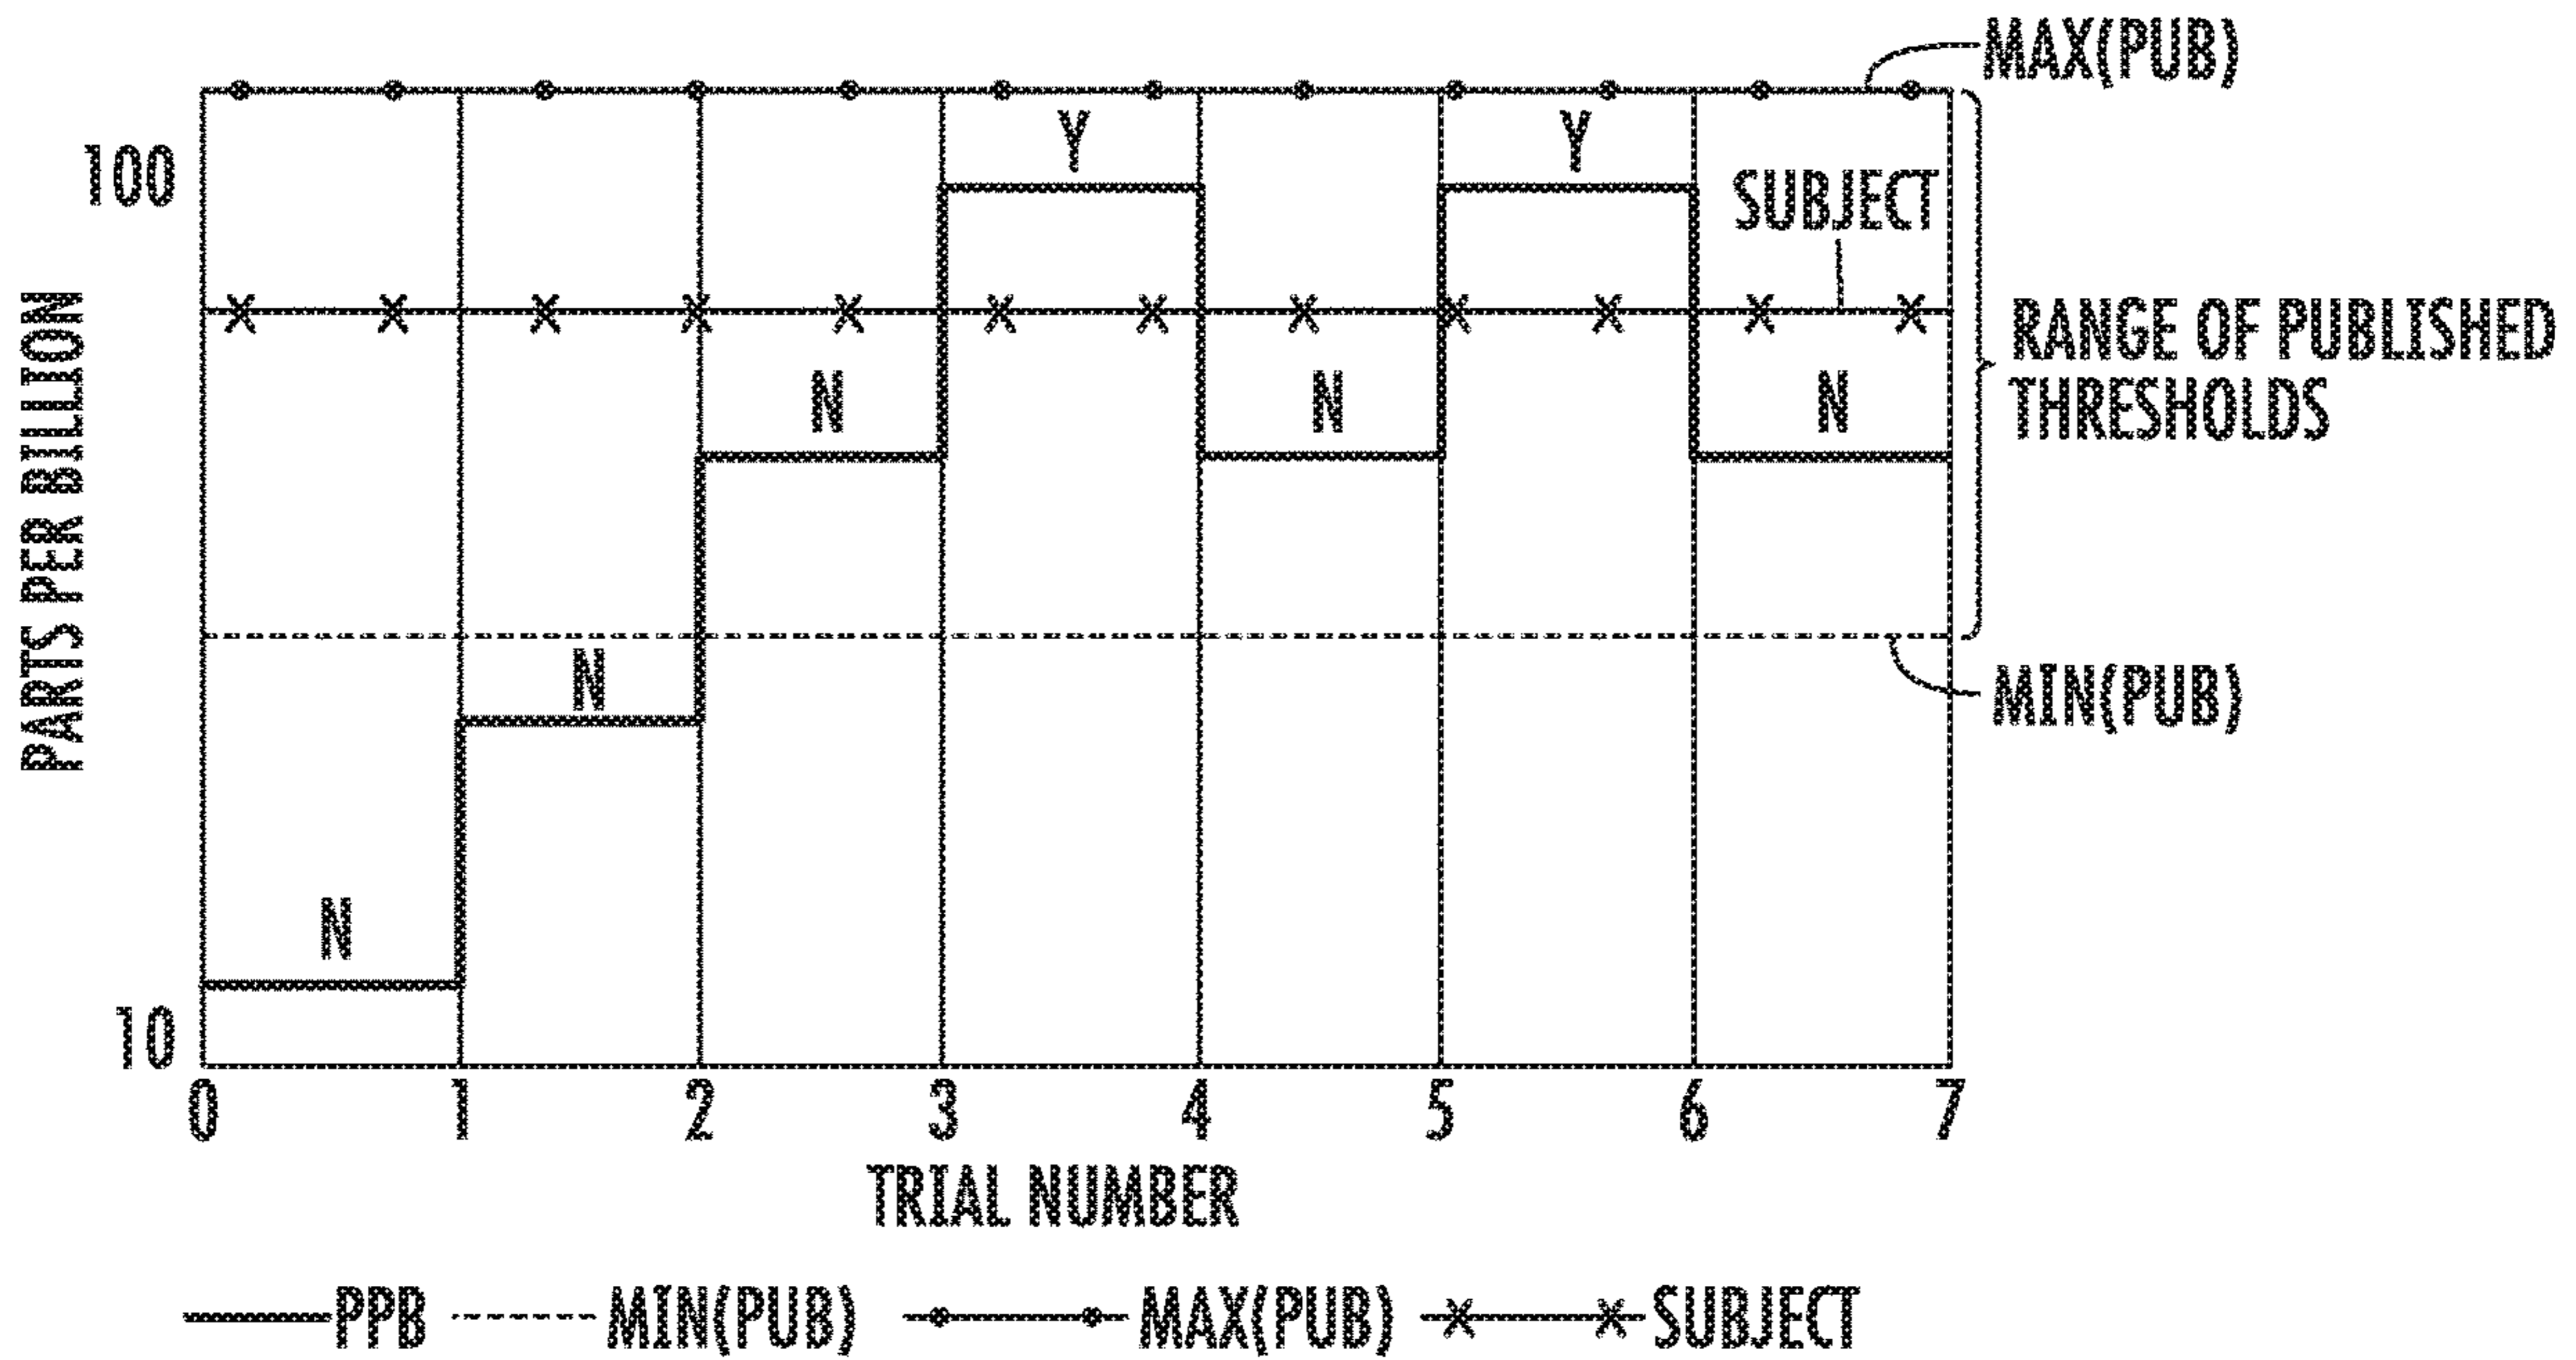 MAX(PUB)
100
Y
Y
SUBJECT
PARTS PER BILLION
RANGE OF PUBLISHED
THRESHOLDS
N
N
N
N
MIN(PUB)
N
10
0 1 2 3 4 5 6 7
TRIAL NUMBER
PPB MIN(PUB) MAX(PUB) SUBJECT